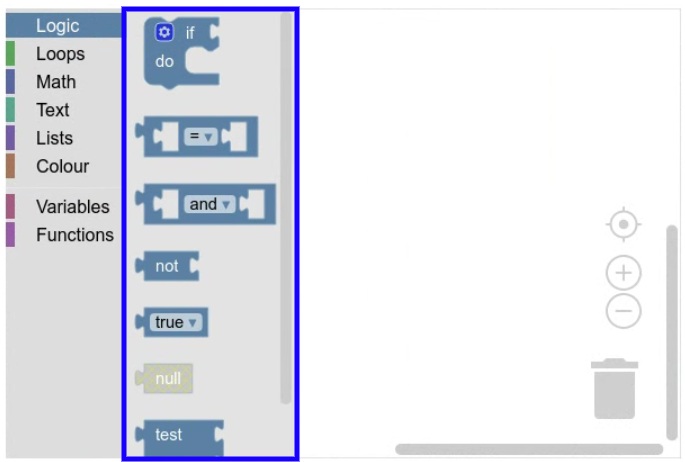 Logic
Loops
Math
Text
Lists
Colour
Variables
Functions
if
do
= ▾
and ▾
not
true ▾
null
test